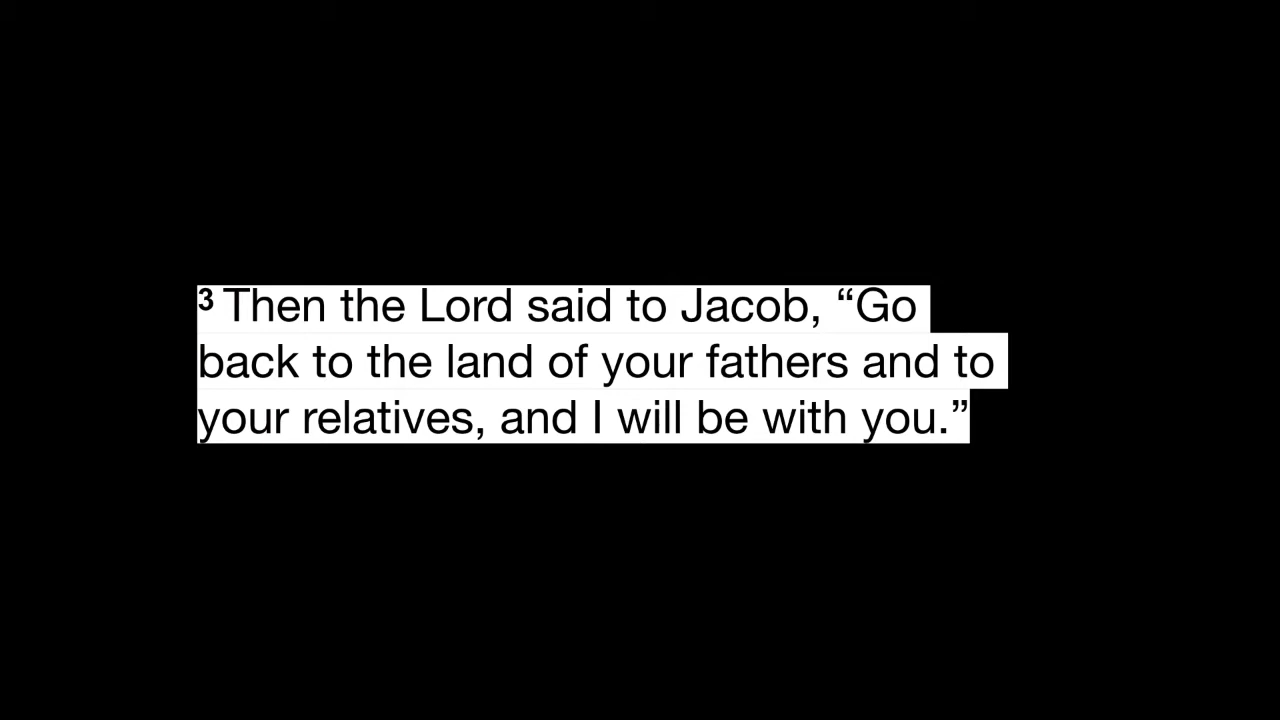 3 Then the Lord said to Jacob, “Go
back to the land of your fathers and to
your relatives, and I will be with you.”